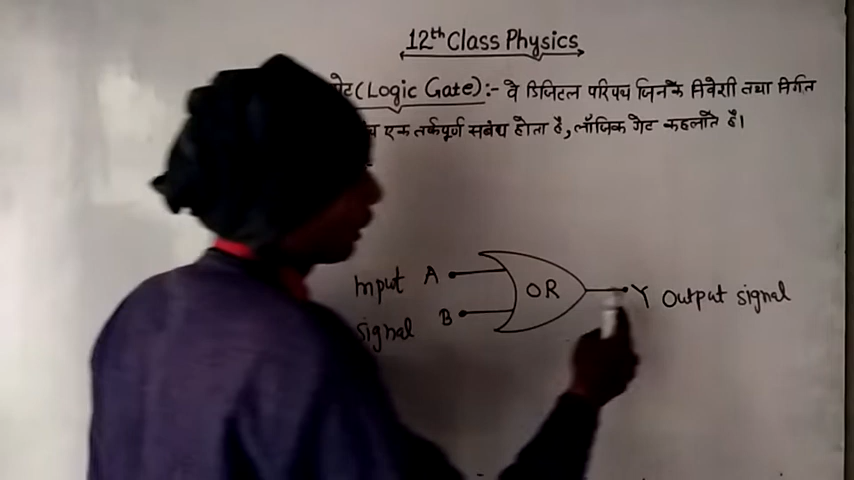 12th Class Physics
गेट (Logic Gate):- वे डिजिटल परिपथ जिनके निवेशी तथा निर्गत
एक तर्कपूर्ण सबंध होता है, लॉजिक गेट कहलाते है।
Input A
OR
Y output signal
signal B